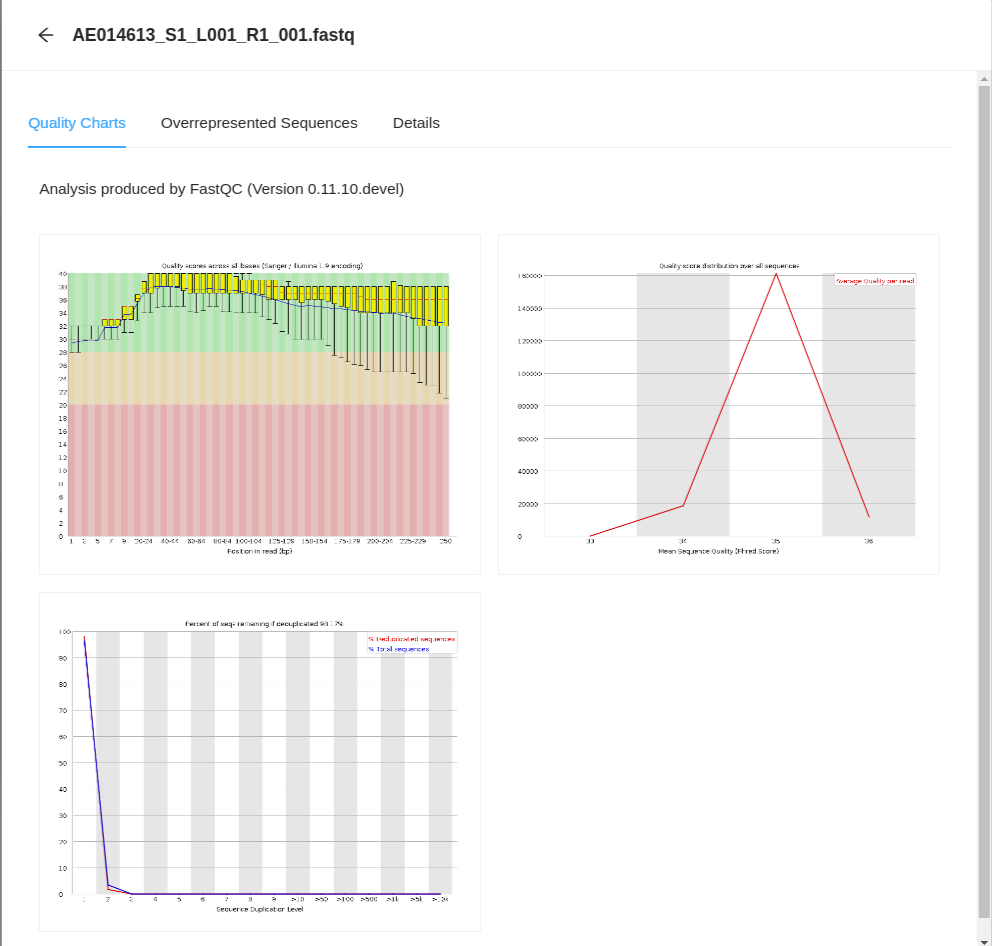 AE014613_S1_L001_R1_001.fastq
Quality Charts Overrepresented Sequences Details
Analysis produced by FastQC (Version 0.11.10.devel)
Quality scores across all bases (Sanger / Illumina 1.9 encoding)
40
38
36
34
32
30
28
26
24
22
20
18
16
14
12
10
8
6
4
2
0
1 3 5 7 9 20-24 40-44 60-64 80-84 100-104 125-129 150-154 175-179 200-204 225-229 250
Position in read (bp)
Quality score distribution over all sequences
Average Quality per read
160000
140000
120000
100000
80000
60000
40000
20000
0
33 34 35 36
Mean Sequence Quality (Phred Score)
Percent of seqs remaining if deduplicated 98.17%
% Deduplicated sequences
% Total sequences
100
90
80
70
60
50
40
30
20
10
0
1 2 3 4 5 6 7 8 9 >10 >50 >100 >500 >1k >5k >10k
Sequence Duplication Level